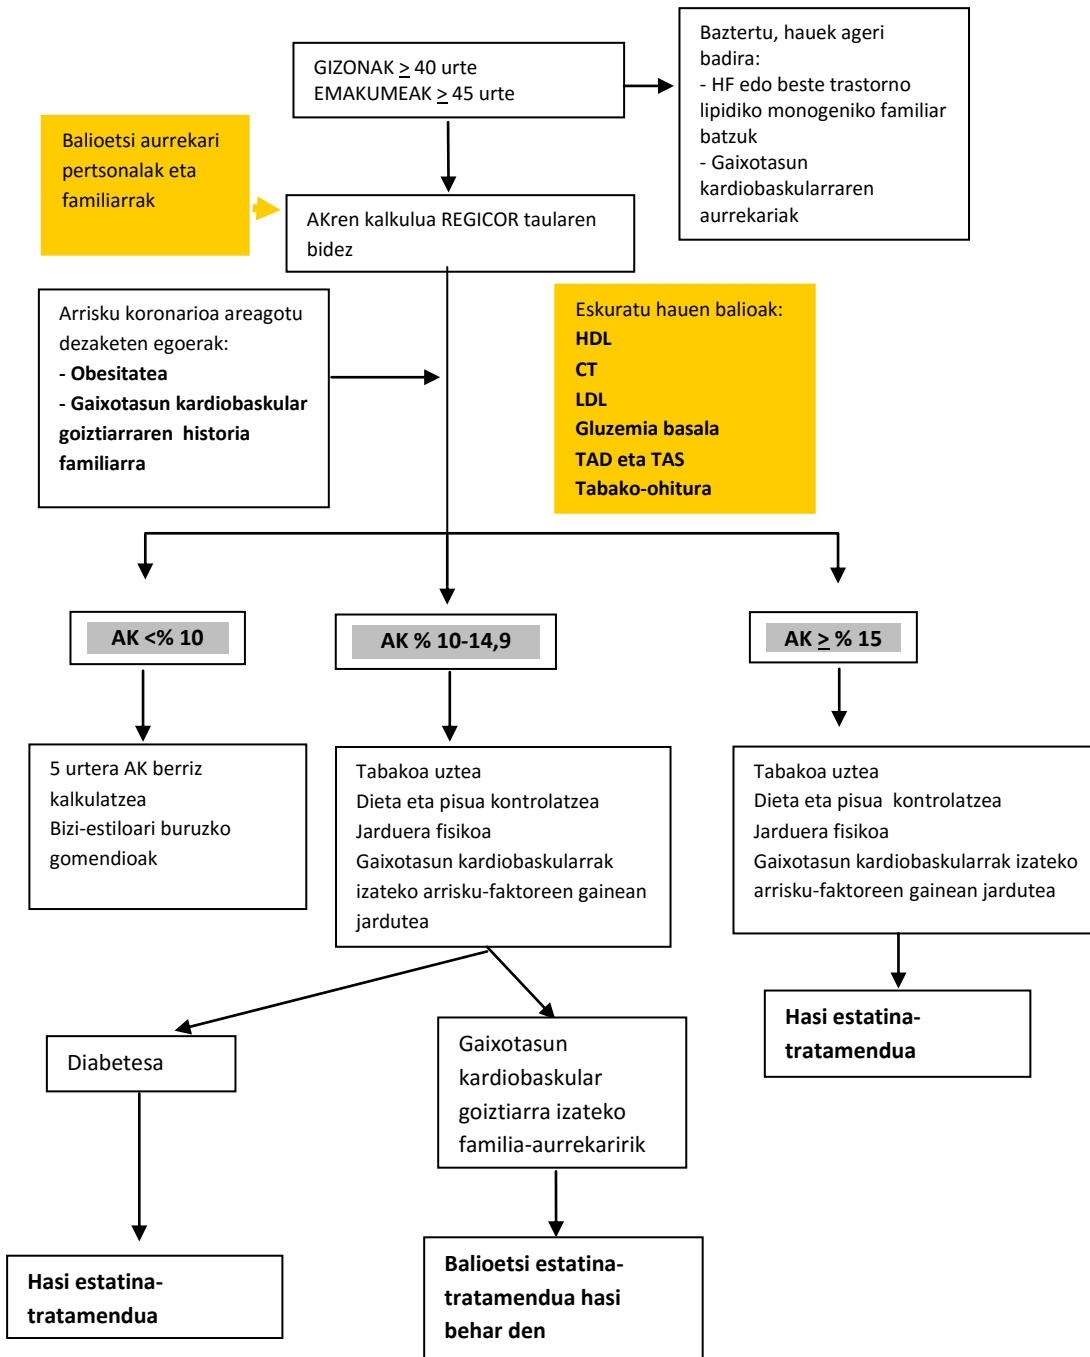 GIZONAK ≥ 40 urte
EMAKUMEAK ≥ 45 urte
Baztertu, hauek ageri
badira:
- HF edo beste trastorno
lipidiko monogeniko familiar
batzuk
- Gaixotasun
kardiobaskularraren
aurrekariak
Balioetsi aurrekari
pertsonalak eta
familiarrak
AKren kalkulua REGICOR taularen
bidez
Arrisku koronarioa areagotu
dezaketen egoerak:
- Obesitatea
- Gaixotasun kardiobaskular
goiztiarraren historia
familiarra
Eskuratu hauen balioak:
HDL
CT
LDL
Gluzemia basala
TAD eta TAS
Tabako-ohitura
AK <% 10
AK % 10-14,9
AK ≥ % 15
5 urtera AK berriz
kalkulatzea
Bizi-estiloari buruzko
gomendioak
Tabakoa uztea
Dieta eta pisua kontrolatzea
Jarduera fisikoa
Gaixotasun kardiobaskularrak
izateko arrisku-faktoreen gainean
jardutea
Tabakoa uztea
Dieta eta pisua kontrolatzea
Jarduera fisikoa
Gaixotasun kardiobaskularrak izateko
arrisku-faktoreen gainean jardutea
Diabetesa
Gaixotasun
kardiobaskular
goiztiarra izateko
familia-aurrekaririk
Hasi estatina-
tratamendua
Hasi estatina-
tratamendua
Balioetsi estatina-
tratamendua hasi
behar den